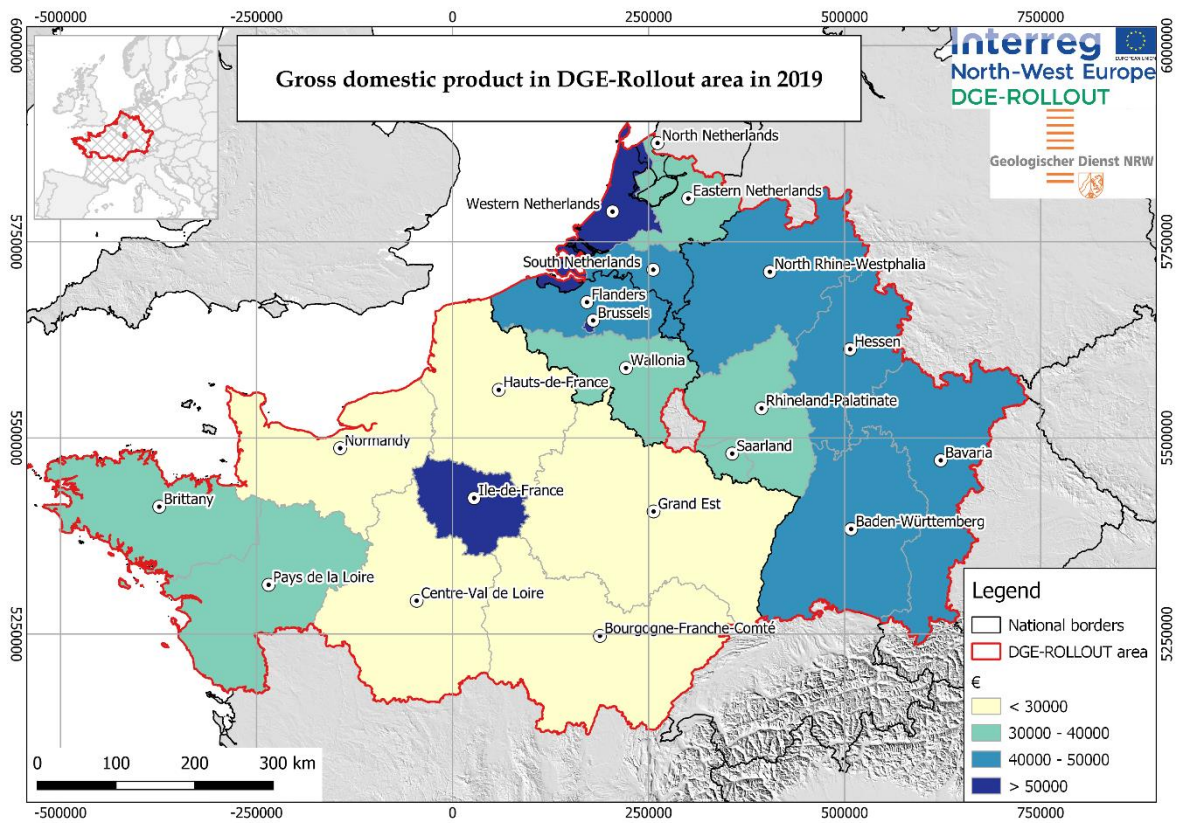 -500000 -250000 0 250000 500000 750000
6000000
Gross domestic product in DGE-Rollout area in 2019
Interreg
EUROPEAN UNION
North-West Europe
DGE-ROLLOUT
Geologischer Dienst NRW
North Netherlands
Eastern Netherlands
Western Netherlands
5750000
South Netherlands
North Rhine-Westphalia
Flanders
Brussels
Hessen
Wallonia
Hauts-de-France
Rhineland-Palatinate
5500000
Normandy
Saarland
Bavaria
Ile-de-France
Brittany
Grand Est
Baden-Württemberg
Pays de la Loire
Centre-Val de Loire
Bourgogne-Franche-Comté
5250000
Legend
National borders
DGE-ROLLOUT area
€
< 30000
30000 - 40000
40000 - 50000
> 50000
0 100 200 300 km
-500000 -250000 0 250000 500000 750000